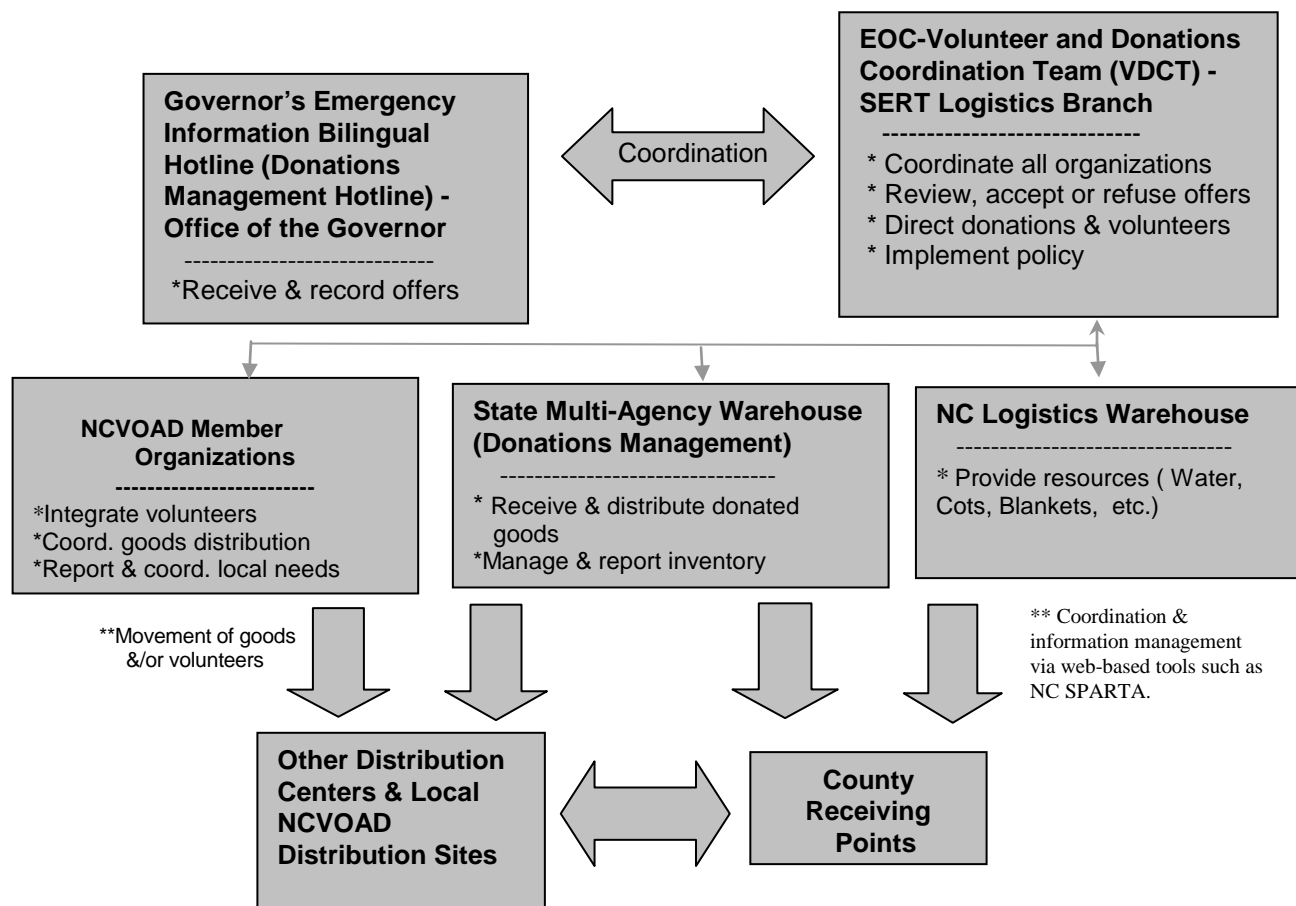 Governor's Emergency
Information Bilingual
Hotline (Donations
Management Hotline) -
Office of the Governor
----------------------------
*Receive & record offers
Coordination
EOC-Volunteer and Donations
Coordination Team (VDCT) -
SERT Logistics Branch
-----------------------------
* Coordinate all organizations
* Review, accept or refuse offers
* Direct donations & volunteers
* Implement policy
NCVOAD Member
Organizations
-------------------------
*Integrate volunteers
*Coord. goods distribution
*Report & coord. local needs
State Multi-Agency Warehouse
(Donations Management)
-------------------------------
* Receive & distribute donated
goods
*Manage & report inventory
NC Logistics Warehouse
-------------------------------
* Provide resources ( Water,
Cots, Blankets,  etc.)
**Movement of goods
&/or volunteers
** Coordination &
information management
via web-based tools such as
NC SPARTA.
Other Distribution
Centers & Local
NCVOAD
Distribution Sites
County
Receiving
Points